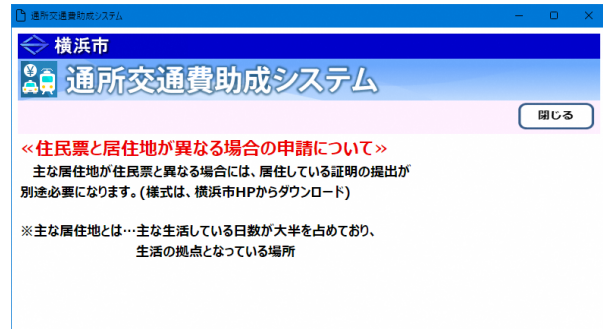 通所交通費助成システム
横浜市
通所交通費助成システム
閉じる
≪住民票と居住地が異なる場合の申請について≫
主な居住地が住民票と異なる場合には、居住している証明の提出が
別途必要になります。(様式は、横浜市HPからダウンロード)
※主な居住地とは…主な生活している日数が大半を占めており、
生活の拠点となっている場所